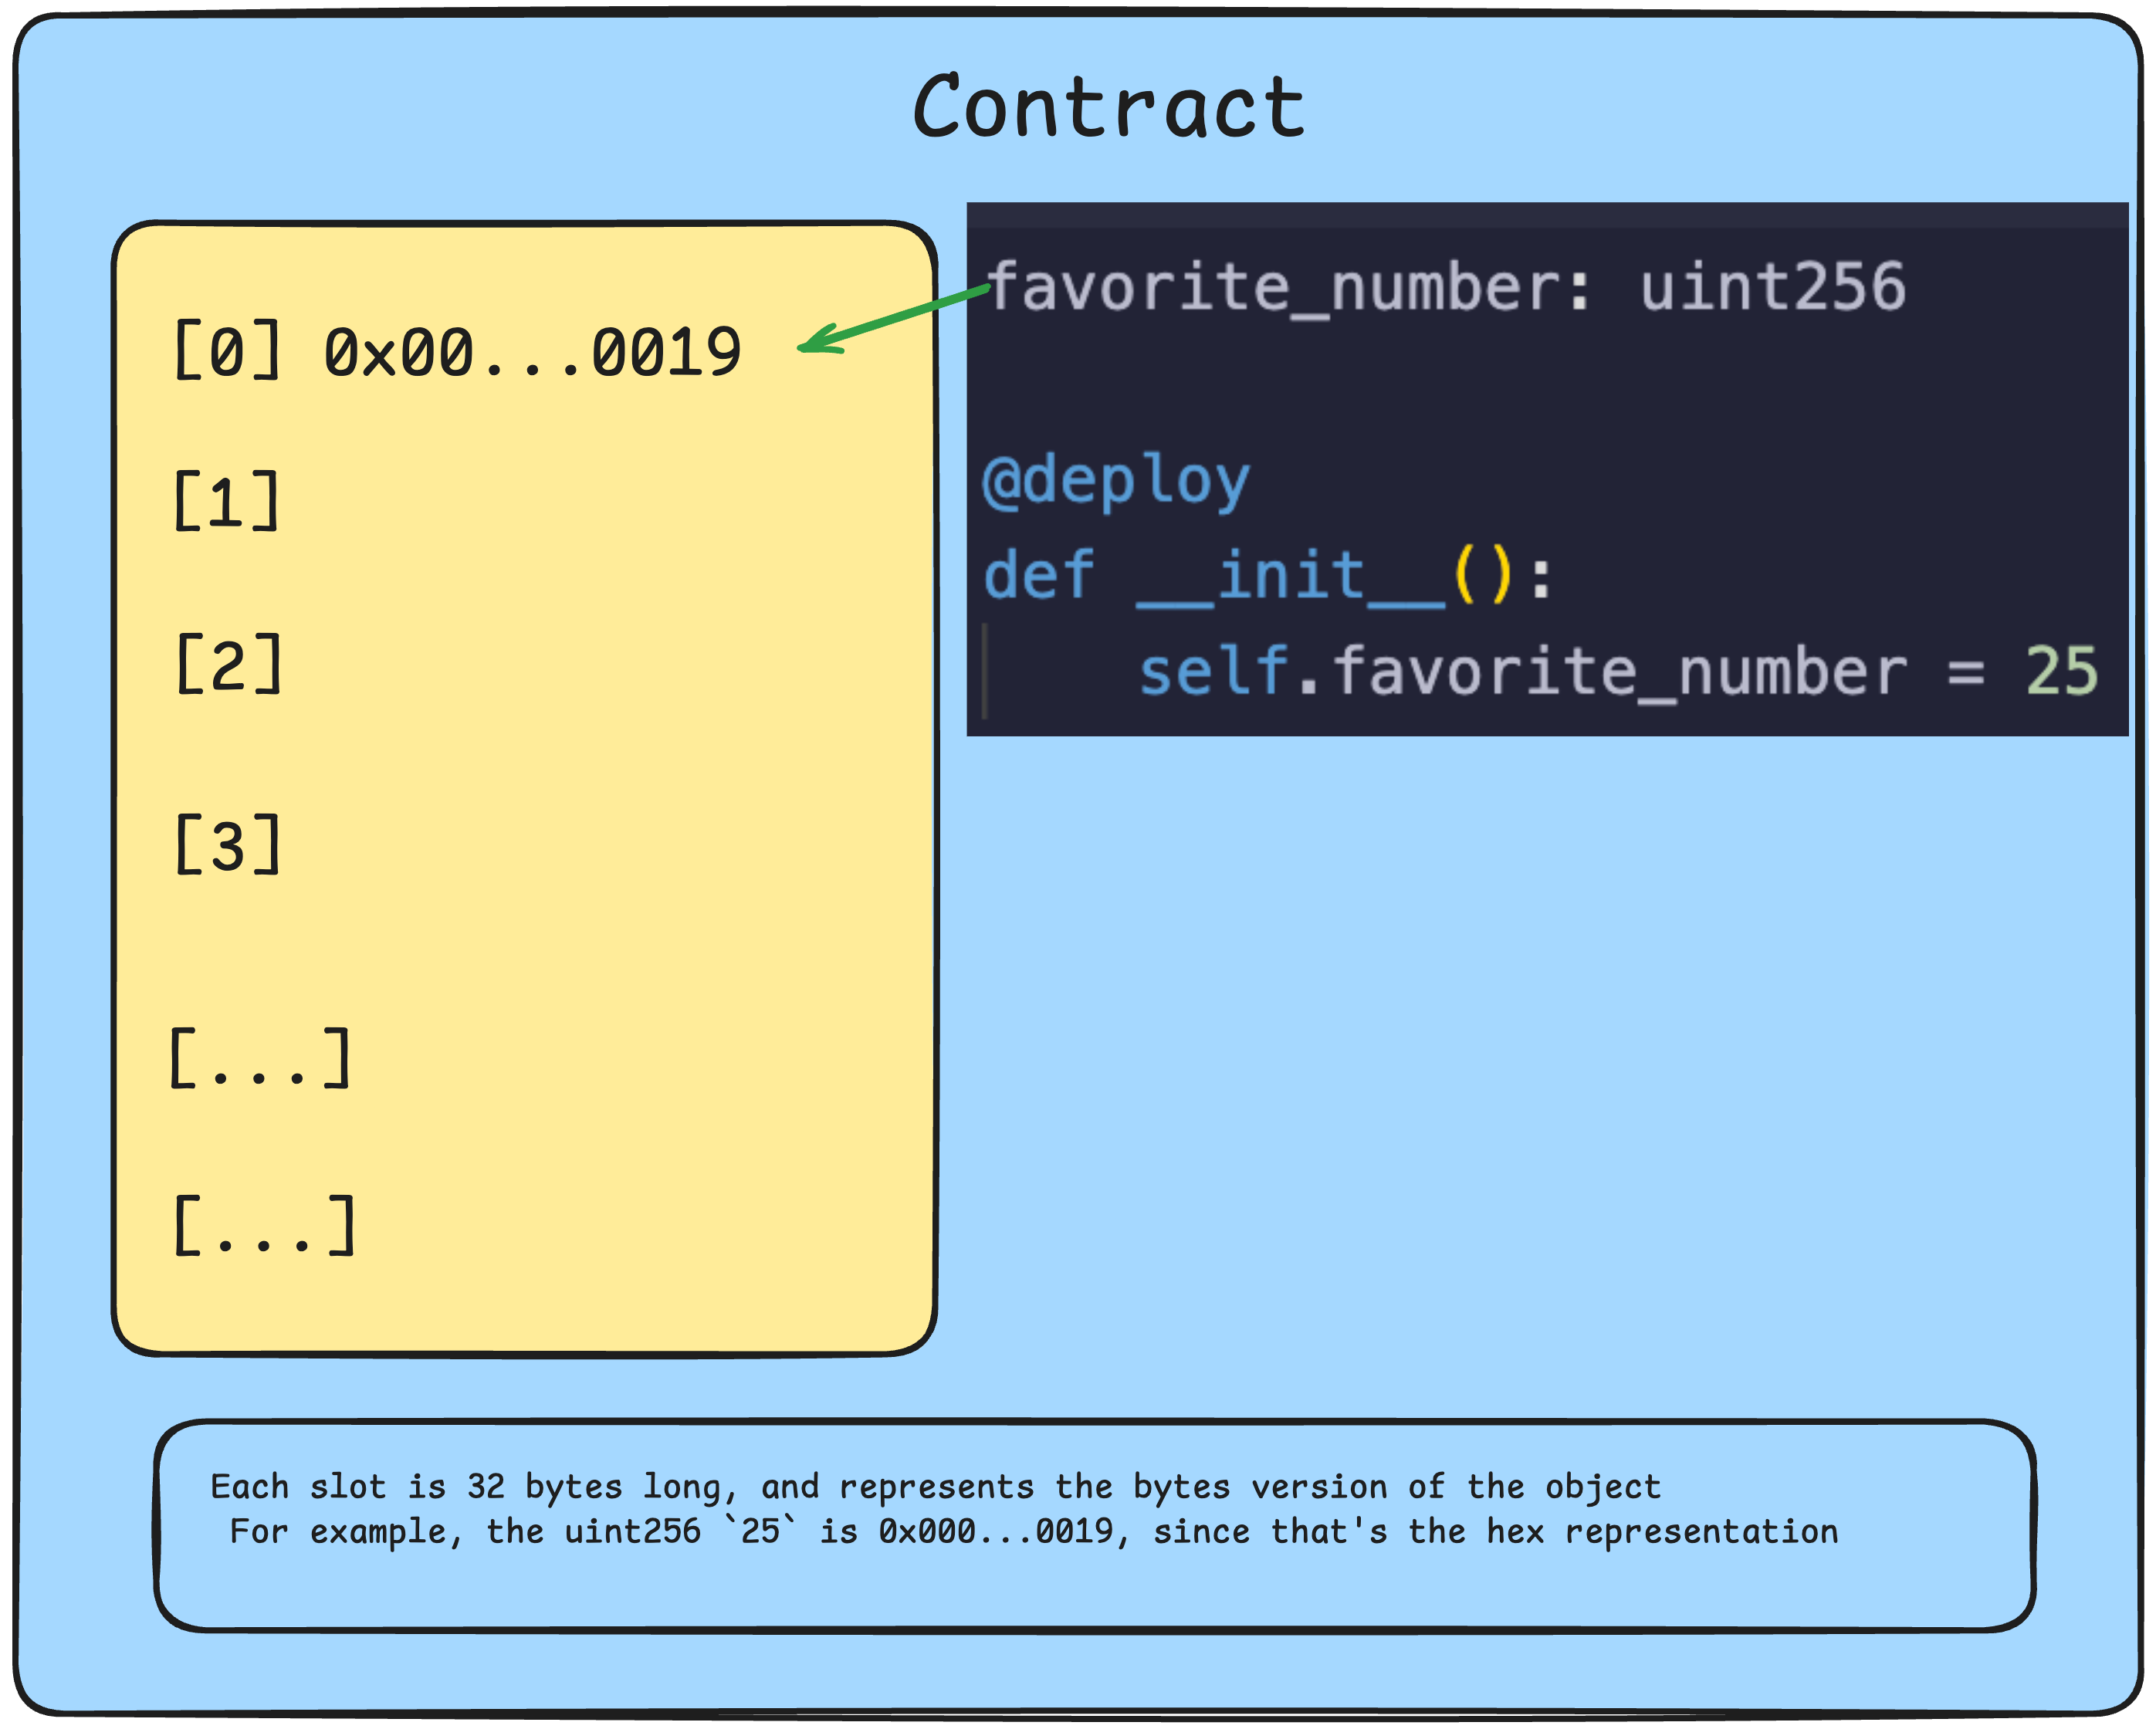 Contract
[0] 0x00...0019
[1]
[2]
[3]
[...]
[...]
favorite_number: uint256
@deploy
def __init__():
self.favorite_number = 25
Each slot is 32 bytes long, and represents the bytes version of the object
For example, the uint256 `25` is 0x000...0019, since that's the hex representation